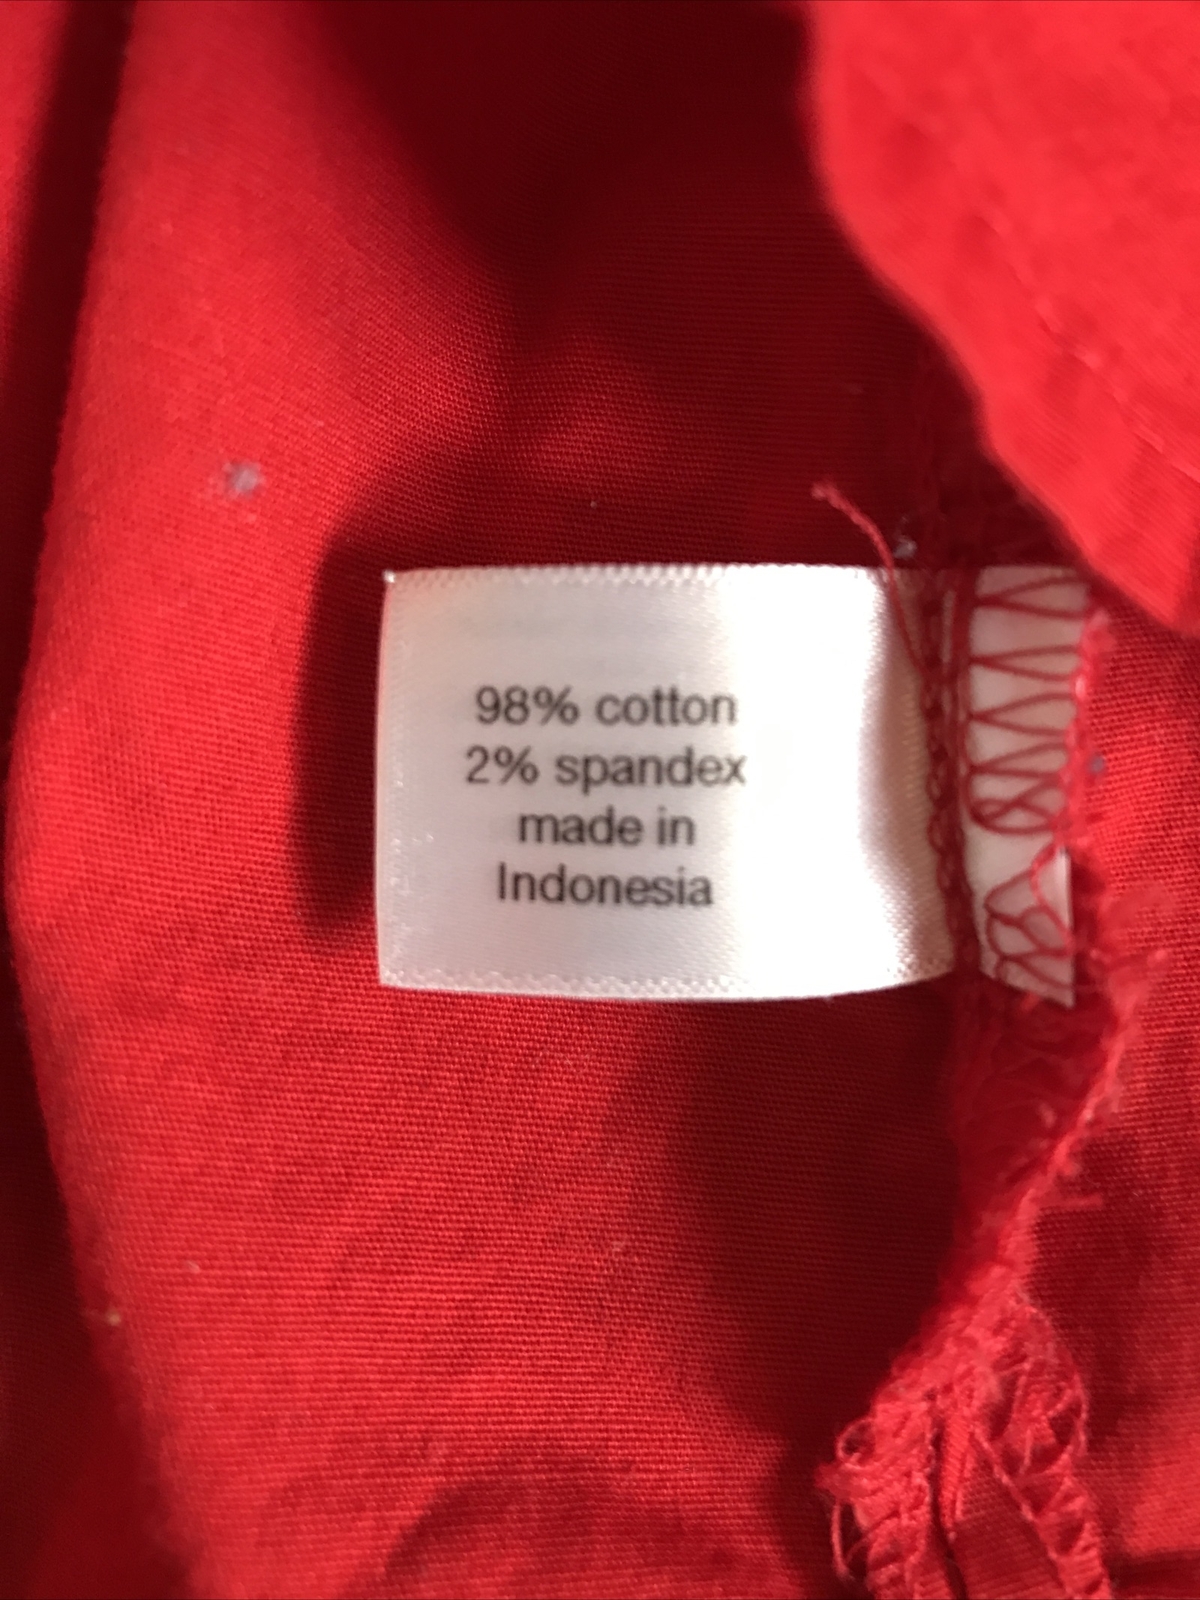 98% cotton
2% spandex
made in
Indonesia